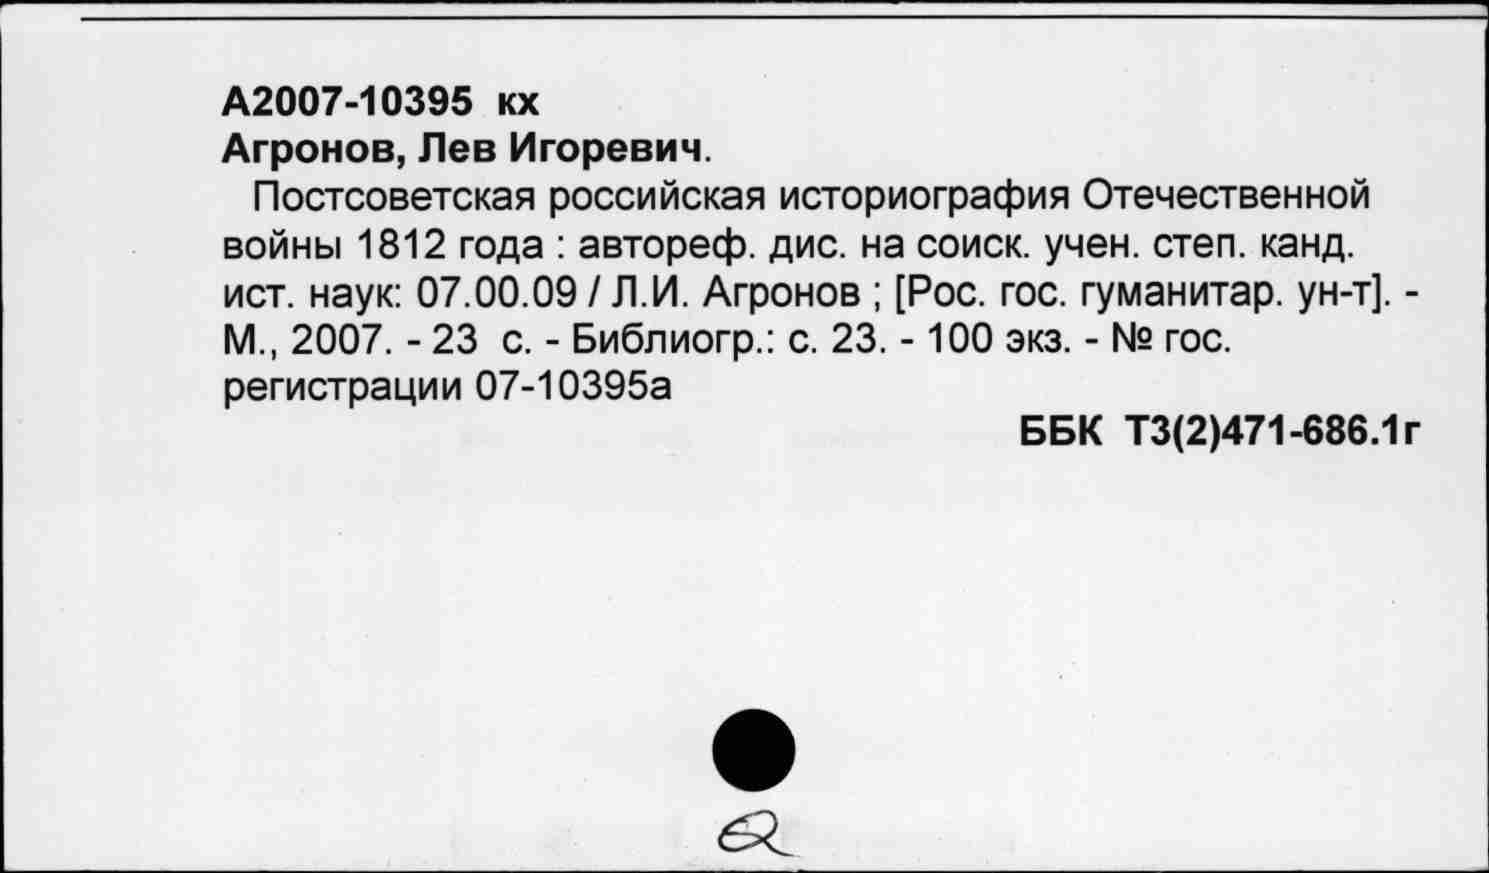 А2007-10395 кх
Агронов, Лев Игоревич.
Постсоветская российская историография Отечественной
войны 1812 года : автореф. дис. на соиск. учен. степ. канд.
ист. наук: 07.00.09 / Л.И. Агронов ; [Рос. гос. гуманитар. ун-т]. -
М., 2007. - 23 с. - Библиогр.: с. 23. - 100 экз. - № гос.
регистрации 07-10395а
ББК Т3(2)471-686.1г